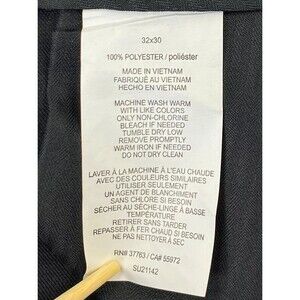 32x30
100% POLYESTER / poliéster
MADE IN VIETNAM
FABRIQUÉ AU VIETNAM
HECHO EN VIETNAM
MACHINE WASH WARM
WITH LIKE COLORS
ONLY NON-CHLORINE
BLEACH IF NEEDED
TUMBLE DRY LOW
REMOVE PROMPTLY
WARM IRON IF NEEDED
DO NOT DRY CLEAN
LAVER À LA MACHINE À L'EAU CHAUDE
AVEC DES COULEURS SIMILAIRES
UTILISER SEULEMENT
UN AGENT DE BLANCHIMENT
SANS CHLORE SI BESOIN
SÉCHER AU SÈCHE-LINGE À BASSE
TEMPÉRATURE
RETIRER SANS TARDER
REPASSER À FER CHAUD SI BESOIN
NE PAS NETTOYER À SEC
RN# 37763 / CA# 55972
SU21142